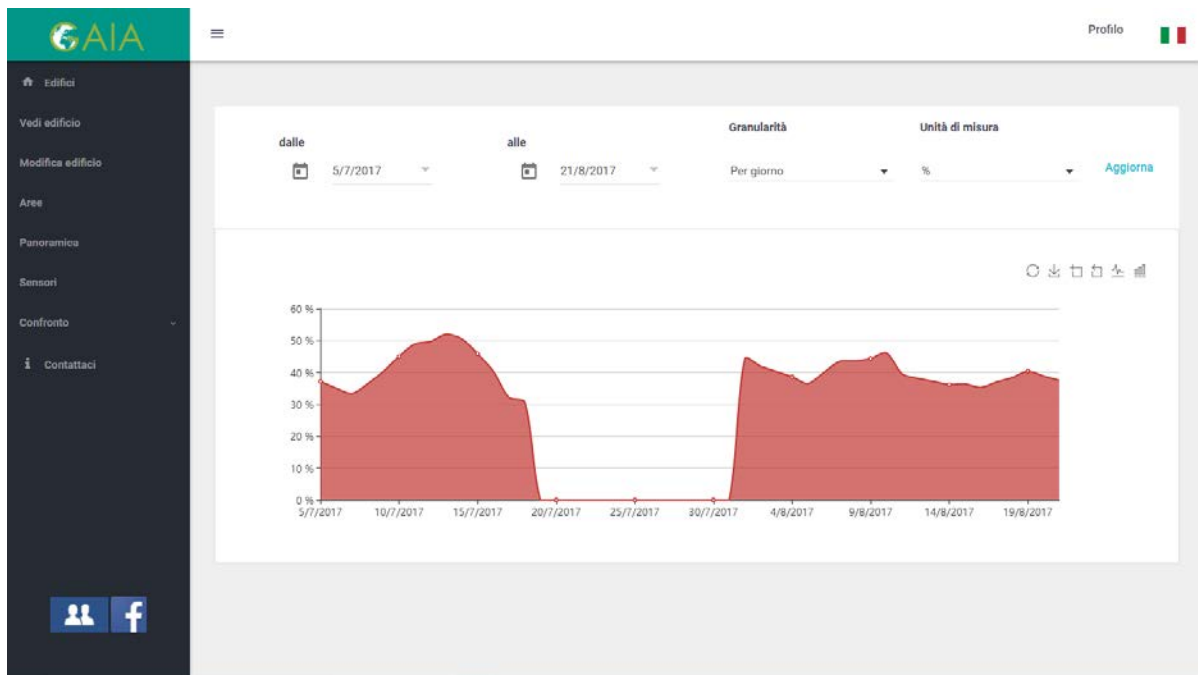 GAIA
Profilo
Edifici
Vedi edificio
Modifica edificio
Aree
Panoramica
Sensori
Confronto
i Contattaci
dalle
5/7/2017
alle
21/8/2017
Granularità
Per giorno
Unità di misura
%
Aggiorna
60 %
50 %
40 %
30 %
20 %
10 %
0 %
5/7/2017 10/7/2017 15/7/2017 20/7/2017 25/7/2017 30/7/2017 4/8/2017 9/8/2017 14/8/2017 19/8/2017
f